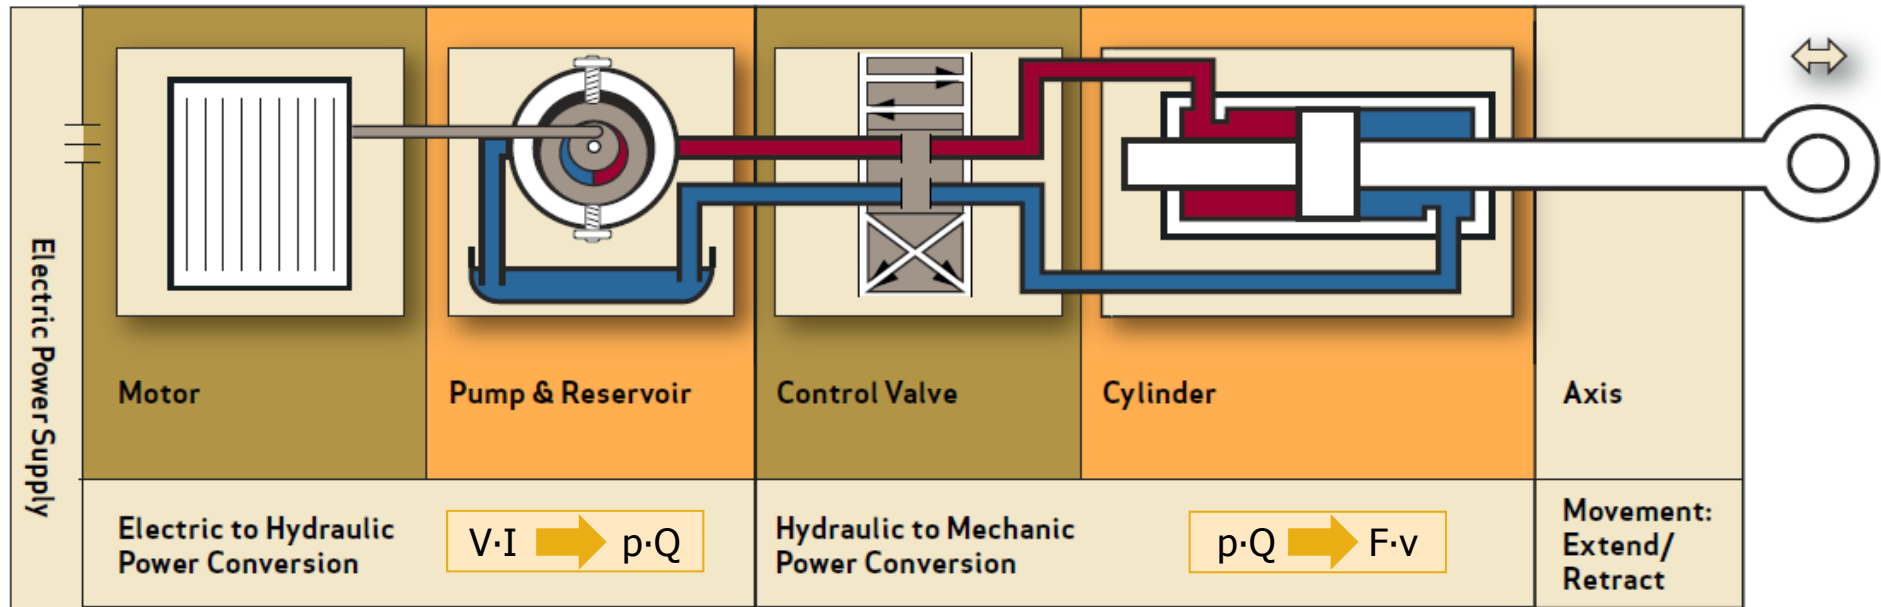 Electric Power Supply
Motor
Pump & Reservoir
Control Valve
Cylinder
Axis
Electric to Hydraulic
Power Conversion
V·I
p·Q
Hydraulic to Mechanic
Power Conversion
p·Q
F·v
Movement:
Extend/
Retract